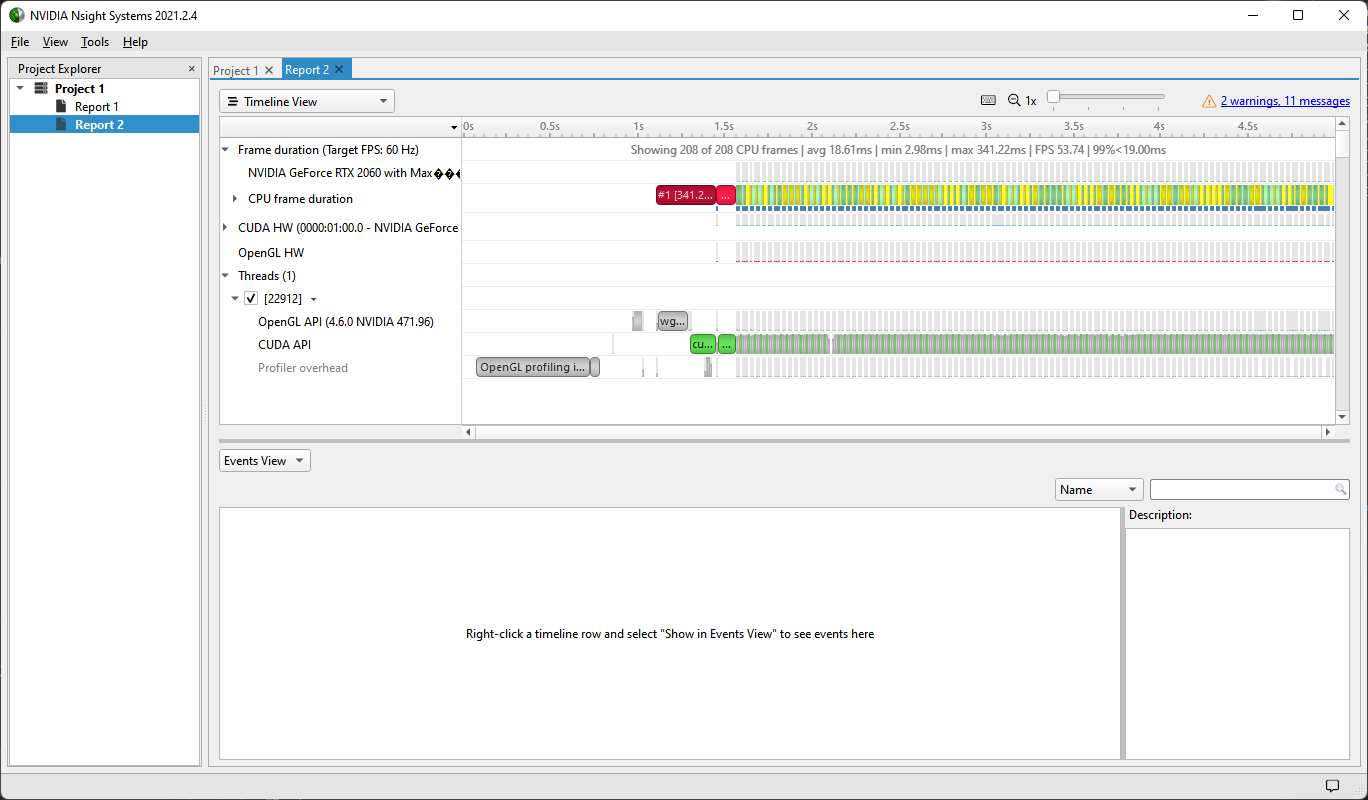 NVIDIA Nsight Systems 2021.2.4
File View Tools Help
Project Explorer
Project 1
Report 1
Report 2
Project 1 Report 2
Timeline View
1x
2 warnings, 11 messages
0s 0.5s 1s 1.5s 2s 2.5s 3s 3.5s 4s 4.5s
Frame duration (Target FPS: 60 Hz)
Showing 208 of 208 CPU frames | avg 18.61ms | min 2.98ms | max 341.22ms | FPS 53.74 | 99%<19.00ms
NVIDIA GeForce RTX 2060 with Max���
CPU frame duration
#1 [341.2... ...
CUDA HW (0000:01:00.0 - NVIDIA GeForce
OpenGL HW
Threads (1)
[22912]
OpenGL API (4.6.0 NVIDIA 471.96)
wg...
CUDA API
cu... ...
Profiler overhead
OpenGL profiling i...
Events View
Name
Description:
Right-click a timeline row and select "Show in Events View" to see events here